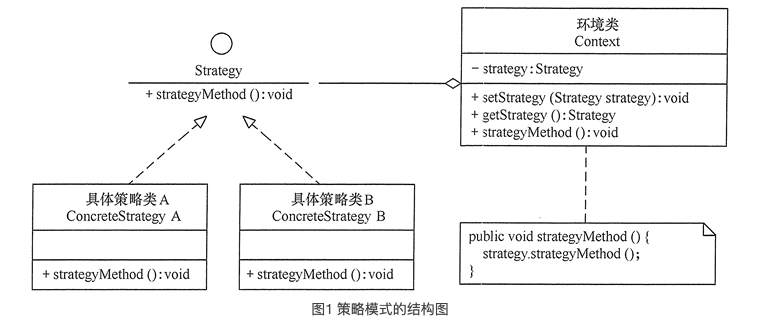 Strategy
+ strategyMethod (): void
环境类
Context
− strategy: Strategy
+ setStrategy (Strategy strategy): void
+ getStrategy (): Strategy
+ strategyMethod (): void
具体策略类A
ConcreteStrategy A
+ strategyMethod (): void
具体策略类B
ConcreteStrategy B
+ strategyMethod (): void
public void strategyMethod () {
strategy.strategyMethod ();
}
图1 策略模式的结构图